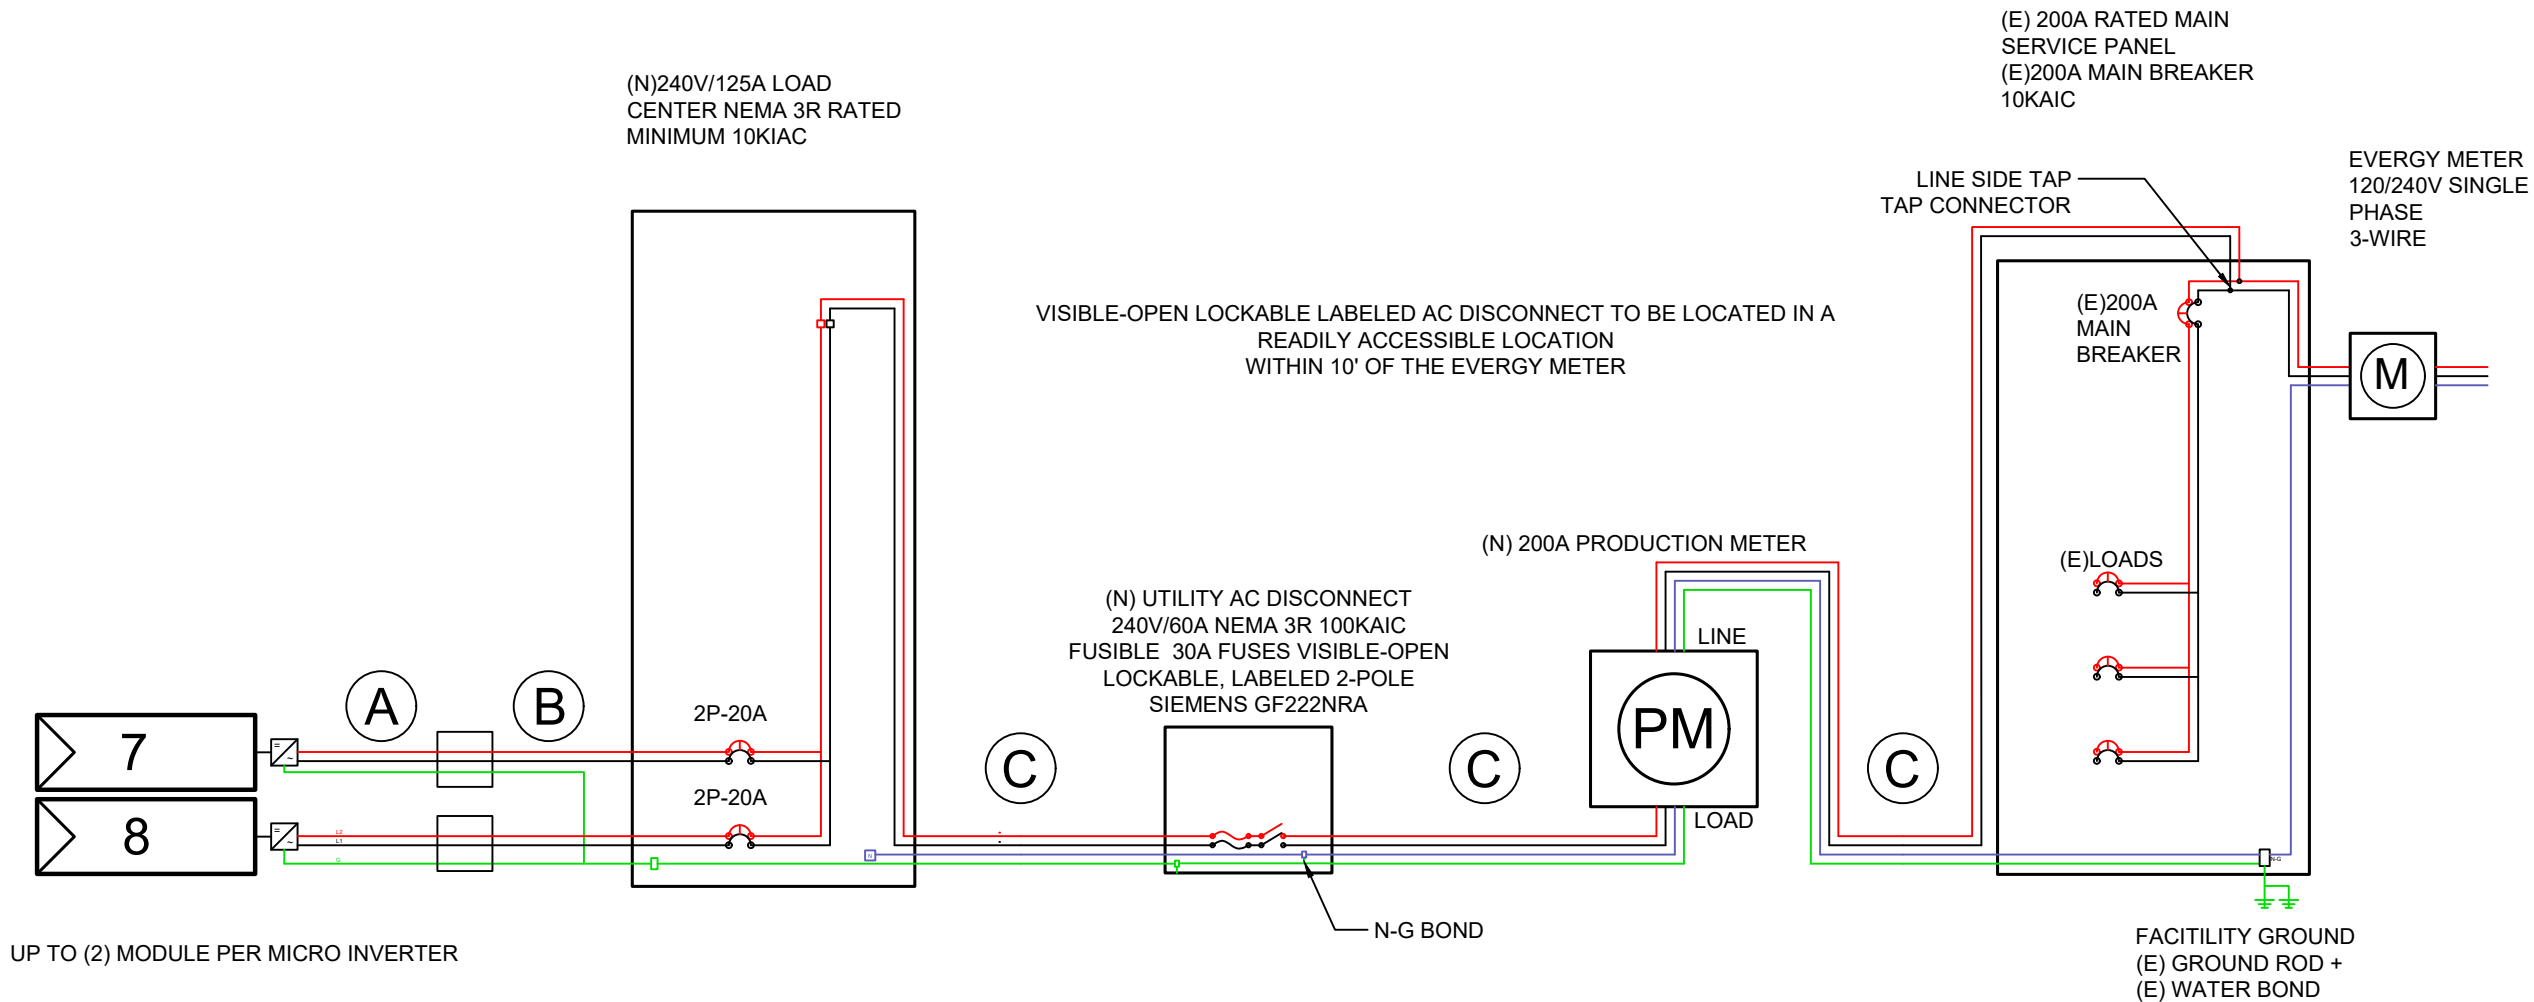 (E) 200A RATED MAIN
SERVICE PANEL
(E)200A MAIN BREAKER
10KAIC
(N)240V/125A LOAD
CENTER NEMA 3R RATED
MINIMUM 10KIAC
EVERGY METER
120/240V SINGLE
PHASE
3-WIRE
LINE SIDE TAP
TAP CONNECTOR
VISIBLE-OPEN LOCKABLE LABELED AC DISCONNECT TO BE LOCATED IN A
READILY ACCESSIBLE LOCATION
WITHIN 10' OF THE EVERGY METER
(E)200A
MAIN
BREAKER
M
(N) 200A PRODUCTION METER
(E)LOADS
(N) UTILITY AC DISCONNECT
240V/60A NEMA 3R 100KAIC
FUSIBLE 30A FUSES VISIBLE-OPEN
LOCKABLE, LABELED 2-POLE
SIEMENS GF222NRA
LINE
PM
LOAD
A
B
2P-20A
7
C
C
C
2P-20A
8
L2
L1
G
N
N-G
N-G BOND
UP TO (2) MODULE PER MICRO INVERTER
FACITILITY GROUND
(E) GROUND ROD +
(E) WATER BOND